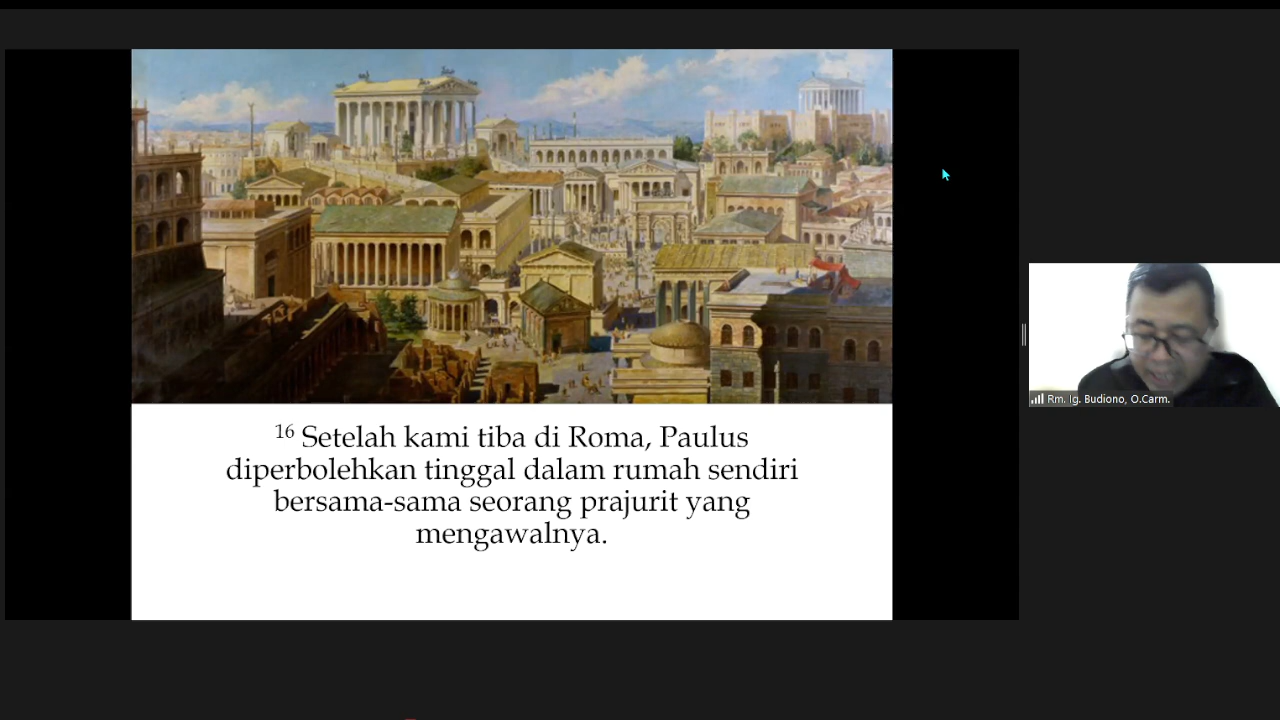 16 Setelah kami tiba di Roma, Paulus
diperbolehkan tinggal dalam rumah sendiri
bersama-sama seorang prajurit yang
mengawalnya.
Rm. Ig. Budiono, O.Carm.